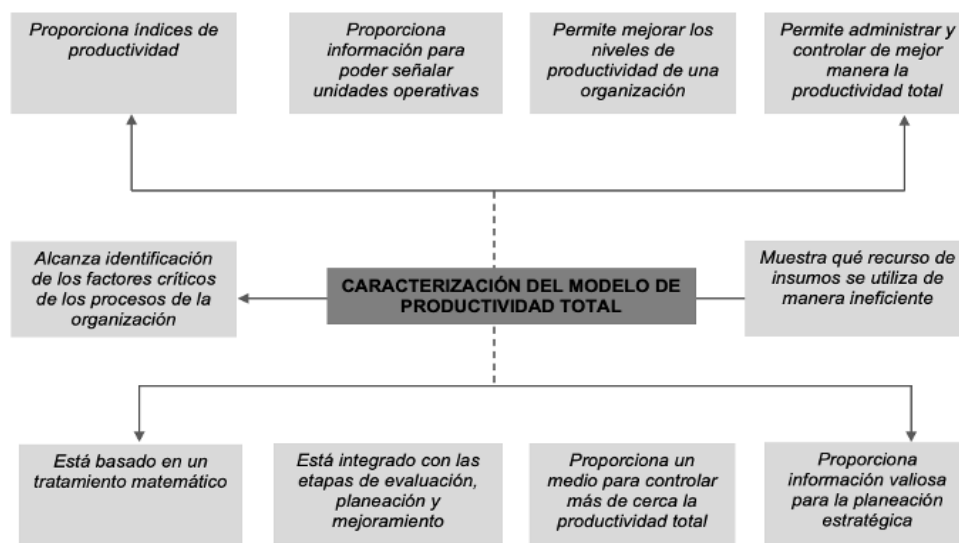 Proporciona índices de
productividad
Proporciona
información para
poder señalar
unidades operativas
Permite mejorar los
niveles de
productividad de una
organización
Permite administrar y
controlar de mejor
manera la
productividad total
Alcanza identificación
de los factores críticos
de los procesos de la
organización
CARACTERIZACIÓN DEL MODELO DE
PRODUCTIVIDAD TOTAL
Muestra qué recurso de
insumos se utiliza de
manera ineficiente
Está basado en un
tratamiento matemático
Está integrado con las
etapas de evaluación,
planeación y
mejoramiento
Proporciona un
medio para controlar
más de cerca la
productividad total
Proporciona
información valiosa
para la planeación
estratégica